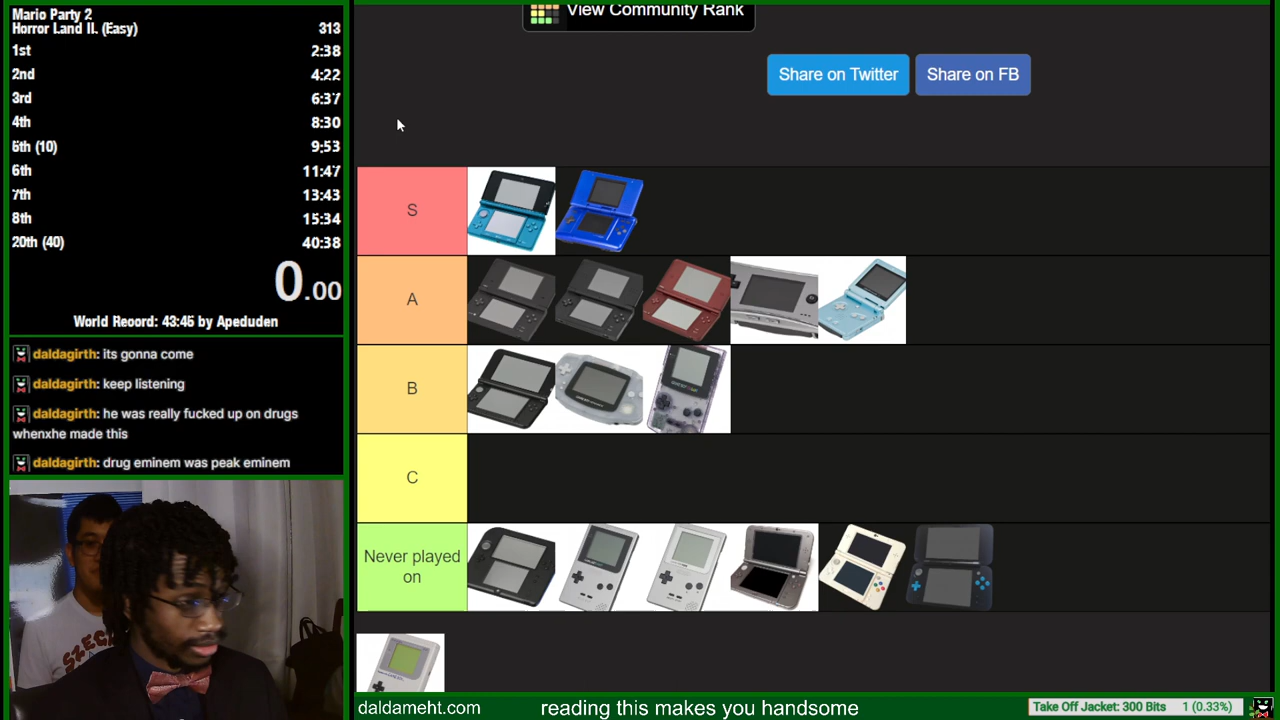 Mario Party 2
Horror Land II. (Easy) 313
1st 2:38
2nd 4:22
3rd 6:37
4th 8:30
5th (10) 9:53
6th 11:47
7th 13:43
8th 15:34
20th (40) 40:38
0.00
World Record: 43:45 by Apeduden
daldagirth: its gonna come
daldagirth: keep listening
daldagirth: he was really fucked up on drugs
whenxhe made this
daldagirth: drug eminem was peak eminem
View Community Rank
Share on Twitter Share on FB
S
A
B
C
Never played
on
daldameht.com
reading this makes you handsome
Take Off Jacket: 300 Bits 1 (0.33%)